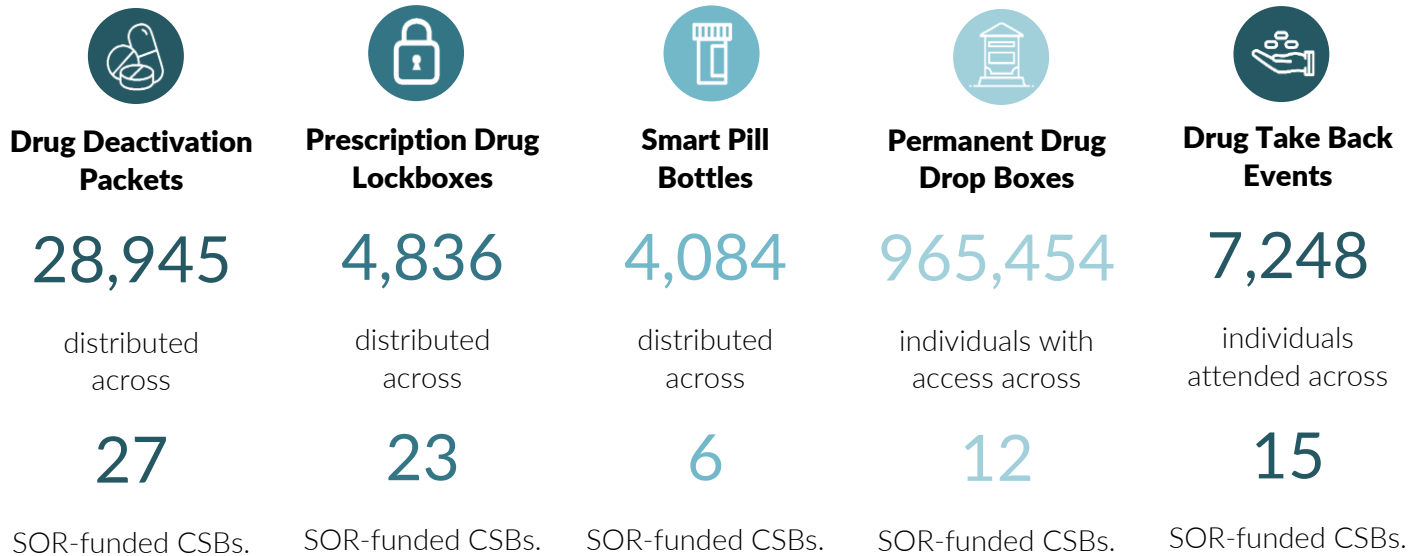 Drug Deactivation
Packets
28,945
distributed
across
27
SOR-funded CSBs.
Prescription Drug
Lockboxes
4,836
distributed
across
23
SOR-funded CSBs.
Smart Pill
Bottles
4,084
distributed
across
6
SOR-funded CSBs.
Permanent Drug
Drop Boxes
965,454
individuals with
access across
12
SOR-funded CSBs.
Drug Take Back
Events
7,248
individuals
attended across
15
SOR-funded CSBs.